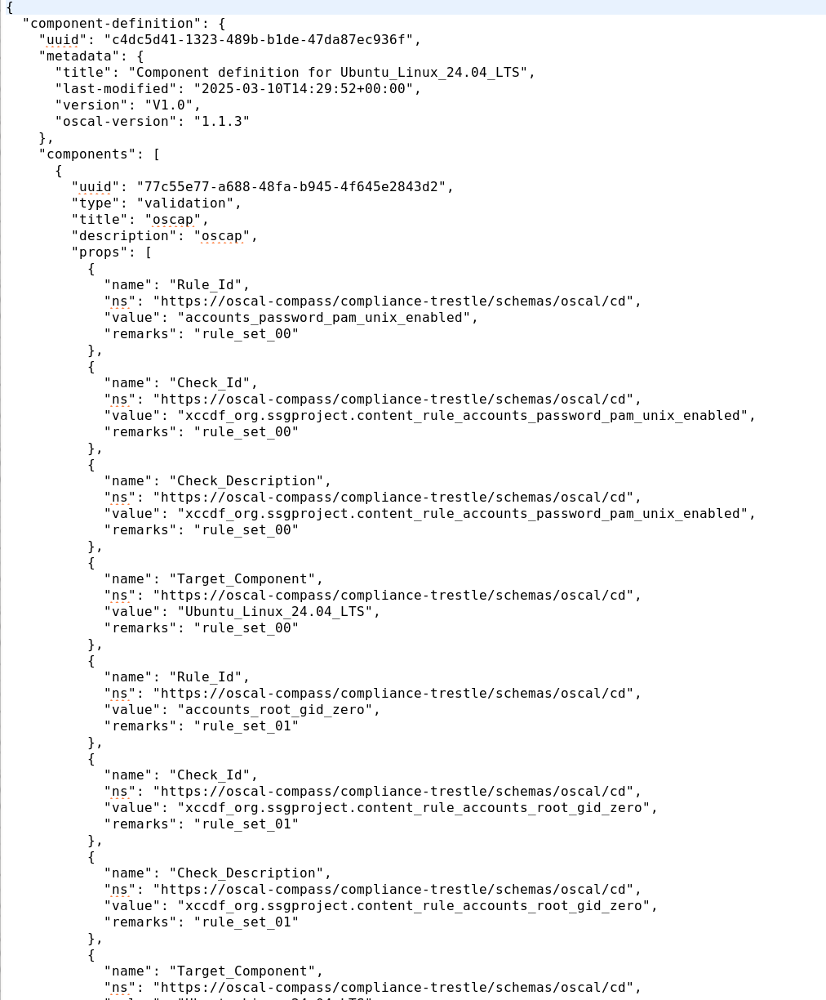 {
  "component-definition": {
    "uuid": "c4dc5d41-1323-489b-b1de-47da87ec936f",
    "metadata": {
      "title": "Component definition for Ubuntu_Linux_24.04_LTS",
      "last-modified": "2025-03-10T14:29:52+00:00",
      "version": "V1.0",
      "oscal-version": "1.1.3"
    },
    "components": [
      {
        "uuid": "77c55e77-a688-48fa-b945-4f645e2843d2",
        "type": "validation",
        "title": "oscap",
        "description": "oscap",
        "props": [
          {
            "name": "Rule_Id",
            "ns": "https://oscal-compass/compliance-trestle/schemas/oscal/cd",
            "value": "accounts_password_pam_unix_enabled",
            "remarks": "rule_set_00"
          },
          {
            "name": "Check_Id",
            "ns": "https://oscal-compass/compliance-trestle/schemas/oscal/cd",
            "value": "xccdf_org.ssgproject.content_rule_accounts_password_pam_unix_enabled",
            "remarks": "rule_set_00"
          },
          {
            "name": "Check_Description",
            "ns": "https://oscal-compass/compliance-trestle/schemas/oscal/cd",
            "value": "xccdf_org.ssgproject.content_rule_accounts_password_pam_unix_enabled",
            "remarks": "rule_set_00"
          },
          {
            "name": "Target_Component",
            "ns": "https://oscal-compass/compliance-trestle/schemas/oscal/cd",
            "value": "Ubuntu_Linux_24.04_LTS",
            "remarks": "rule_set_00"
          },
          {
            "name": "Rule_Id",
            "ns": "https://oscal-compass/compliance-trestle/schemas/oscal/cd",
            "value": "accounts_root_gid_zero",
            "remarks": "rule_set_01"
          },
          {
            "name": "Check_Id",
            "ns": "https://oscal-compass/compliance-trestle/schemas/oscal/cd",
            "value": "xccdf_org.ssgproject.content_rule_accounts_root_gid_zero",
            "remarks": "rule_set_01"
          },
          {
            "name": "Check_Description",
            "ns": "https://oscal-compass/compliance-trestle/schemas/oscal/cd",
            "value": "xccdf_org.ssgproject.content_rule_accounts_root_gid_zero",
            "remarks": "rule_set_01"
          },
          {
            "name": "Target_Component",
            "ns": "https://oscal-compass/compliance-trestle/schemas/oscal/cd",